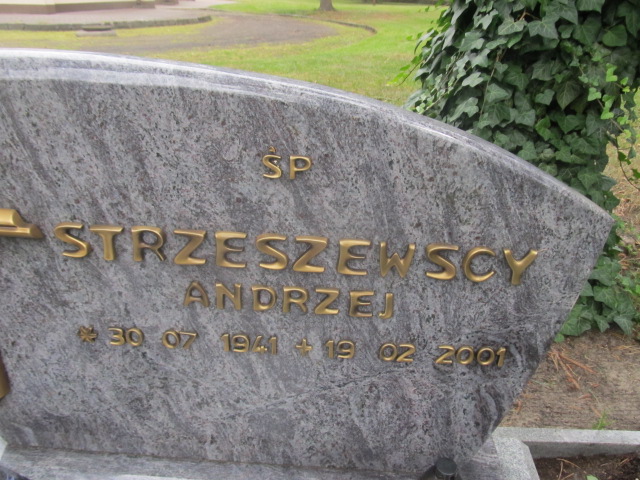 ŚP
STRZESZEWSCY
ANDRZEJ
* 30 07 1941 + 19 02 2001